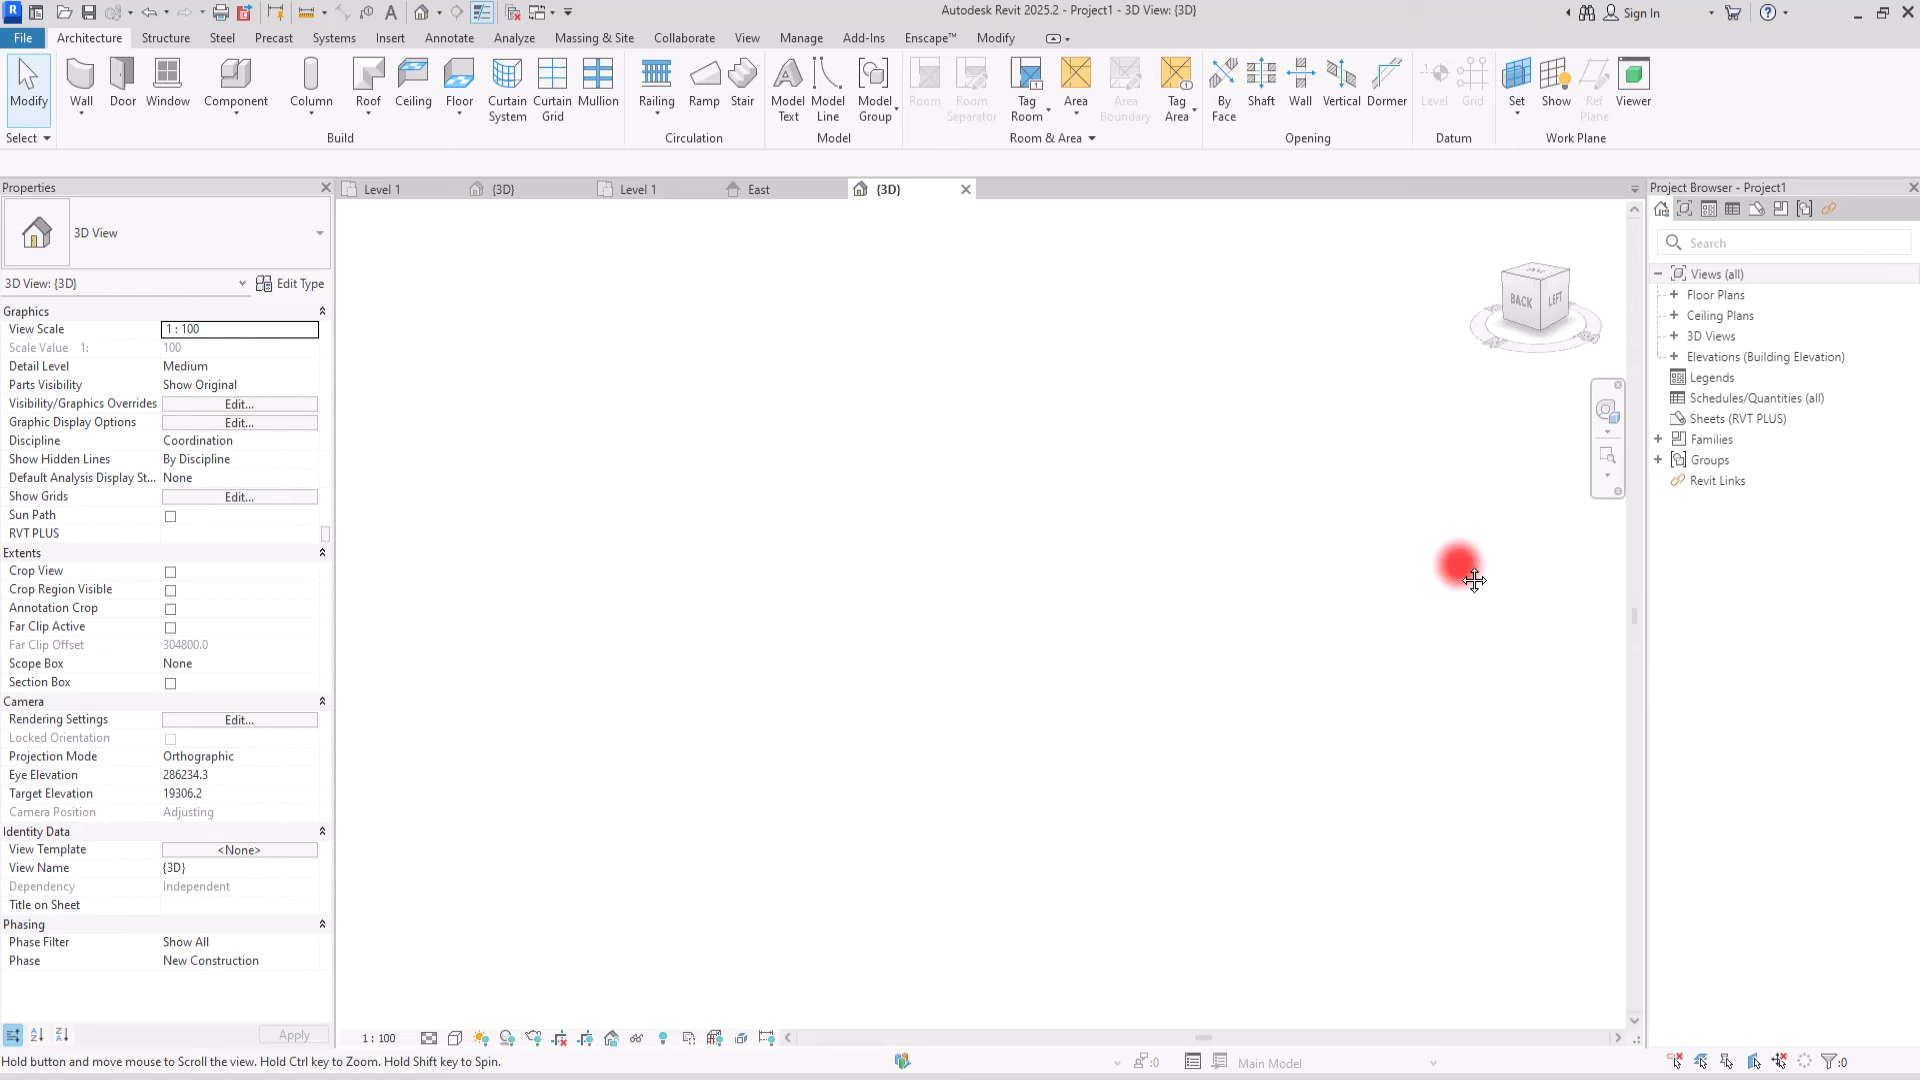 Autodesk Revit 2025.2 - Project1 - 3D View: {3D}
Sign In
File Architecture Structure Steel Precast Systems Insert Annotate Analyze Massing & Site Collaborate View Manage Add-Ins Enscape™ Modify
Modify Wall Door Window Component Column Roof Ceiling Floor Curtain System Curtain Grid Mullion Railing Ramp Stair Model Text Model Line Model Group Room Room Separator Tag Room Area Area Boundary Tag Area By Face Shaft Wall Vertical Dormer Level Grid Set Show Ref Plane Viewer
Select Build Circulation Model Room & Area Opening Datum Work Plane
Properties
Level 1 {3D} Level 1 East {3D}
Project Browser - Project1
3D View
3D View: {3D} Edit Type
Graphics
View Scale 1 : 100
Scale Value 1: 100
Detail Level Medium
Parts Visibility Show Original
Visibility/Graphics Overrides Edit...
Graphic Display Options Edit...
Discipline Coordination
Show Hidden Lines By Discipline
Default Analysis Display St... None
Show Grids Edit...
Sun Path
RVT PLUS
Extents
Crop View
Crop Region Visible
Annotation Crop
Far Clip Active
Far Clip Offset 304800.0
Scope Box None
Section Box
Camera
Rendering Settings Edit...
Locked Orientation
Projection Mode Orthographic
Eye Elevation 286234.3
Target Elevation 19306.2
Camera Position Adjusting
Identity Data
View Template <None>
View Name {3D}
Dependency Independent
Title on Sheet
Phasing
Phase Filter Show All
Phase New Construction
Apply
BACK LEFT
Search
Views (all)
Floor Plans
Ceiling Plans
3D Views
Elevations (Building Elevation)
Legends
Schedules/Quantities (all)
Sheets (RVT PLUS)
Families
Groups
Revit Links
1 : 100
Hold button and move mouse to Scroll the view. Hold Ctrl key to Zoom. Hold Shift key to Spin.
:0 Main Model :0